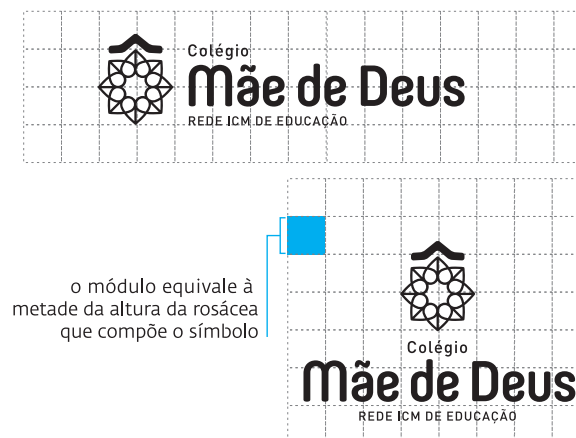 Colégio
Mãe de Deus
REDE ICM DE EDUCAÇÃO
o módulo equivale à
metade da altura da rosácea
que compõe o símbolo
Colégio
Mãe de Deus
REDE ICM DE EDUCAÇÃO